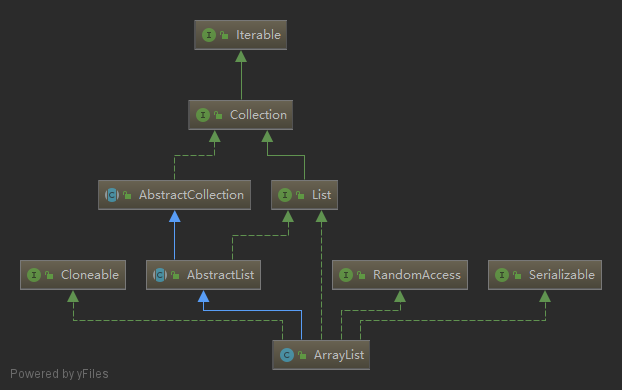 Iterable
Collection
AbstractCollection
List
Cloneable
AbstractList
RandomAccess
Serializable
ArrayList
Powered by yFiles